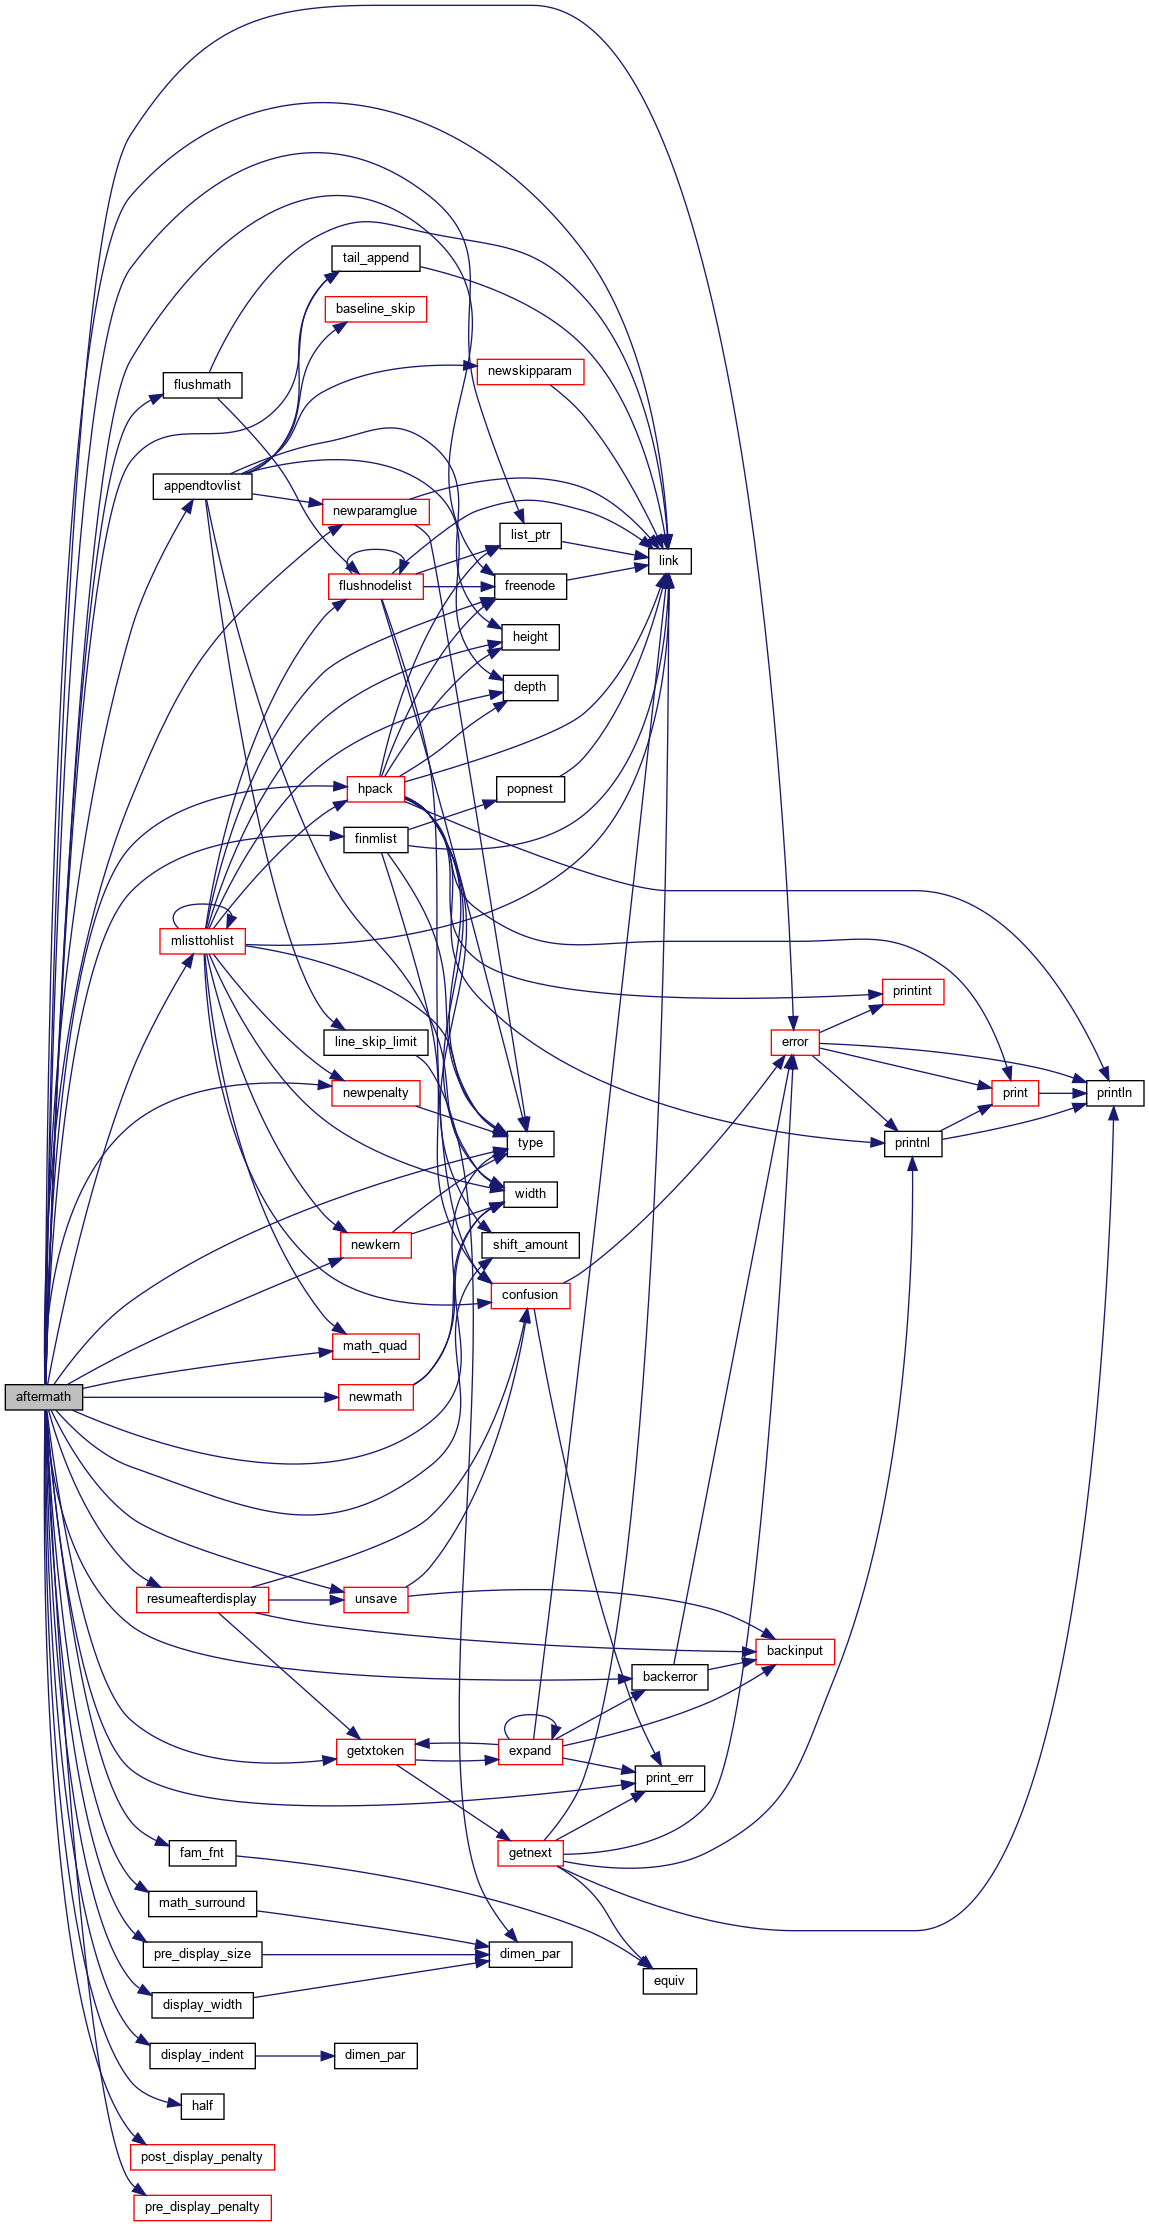 tail_append
baseline_skip
newskipparam
flushmath
appendtovlist
newparamglue
list_ptr
link
flushnodelist
freenode
height
depth
hpack
popnest
finmlist
mlisttohlist
printint
line_skip_limit
error
newpenalty
print
println
type
printnl
width
newkern
shift_amount
confusion
math_quad
aftermath
newmath
resumeafterdisplay
unsave
backinput
backerror
getxtoken
expand
print_err
fam_fnt
getnext
math_surround
pre_display_size
dimen_par
equiv
display_width
display_indent
dimen_par
half
post_display_penalty
pre_display_penalty